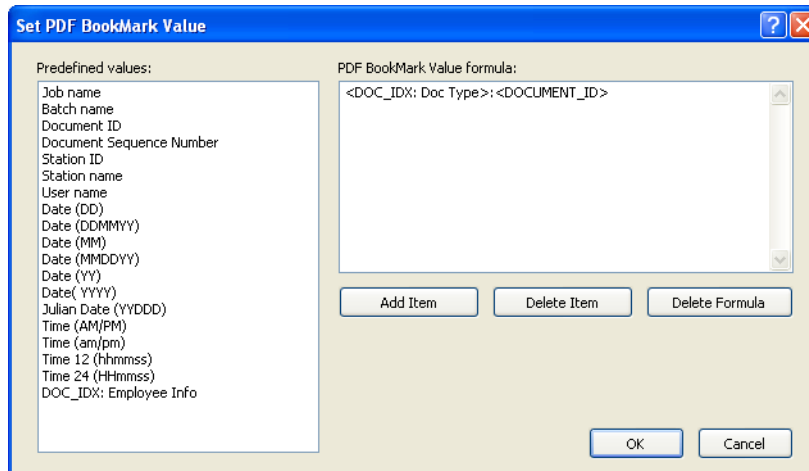 Set PDF BookMark Value
Predefined values:
Job name
Batch name
Document ID
Document Sequence Number
Station ID
Station name
User name
Date (DD)
Date (DDMMYY)
Date (MM)
Date (MMDDYY)
Date (YY)
Date( YYYY)
Julian Date (YYDDD)
Time (AM/PM)
Time (am/pm)
Time 12 (hhmmss)
Time 24 (HHmmss)
DOC_IDX: Employee Info
PDF BookMark Value formula:
<DOC_IDX: Doc Type>:<DOCUMENT_ID>
Add Item
Delete Item
Delete Formula
OK
Cancel